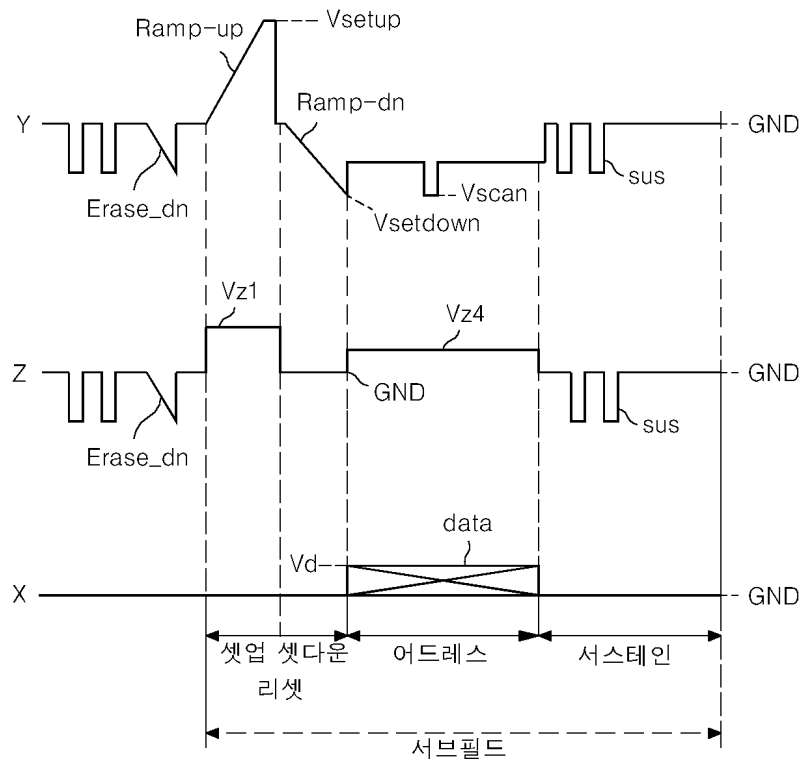 Ramp-up
Vsetup
Ramp-dn
Y
GND
Erase_dn
Vscan
sus
Vsetdown
Vz1
Vz4
Z
GND
GND
Erase_dn
sus
data
Vd
X
GND
셋업 셋다운 어드레스 서스테인
리셋
서브필드